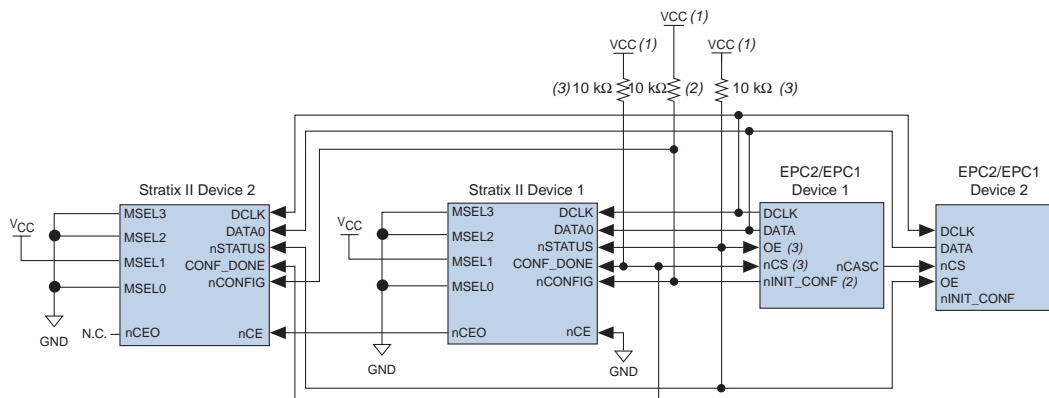 VCC (1)
VCC (1)
VCC (1)
(3) 10 kΩ
10 kΩ
(2)
10 kΩ (3)
Stratix II Device 2
MSEL3
MSEL2
MSEL1
MSEL0
DCLK
DATA0
nSTATUS
CONF_DONE
nCONFIG
nCEO
nCE
VCC
GND
N.C.
Stratix II Device 1
MSEL3
MSEL2
MSEL1
MSEL0
DCLK
DATA0
nSTATUS
CONF_DONE
nCONFIG
nCEO
nCE
VCC
GND
GND
EPC2/EPC1
Device 1
DCLK
DATA
OE (3)
nCS (3)
nCASC
nINIT_CONF (2)
EPC2/EPC1
Device 2
DCLK
DATA
nCS
OE
nINIT_CONF